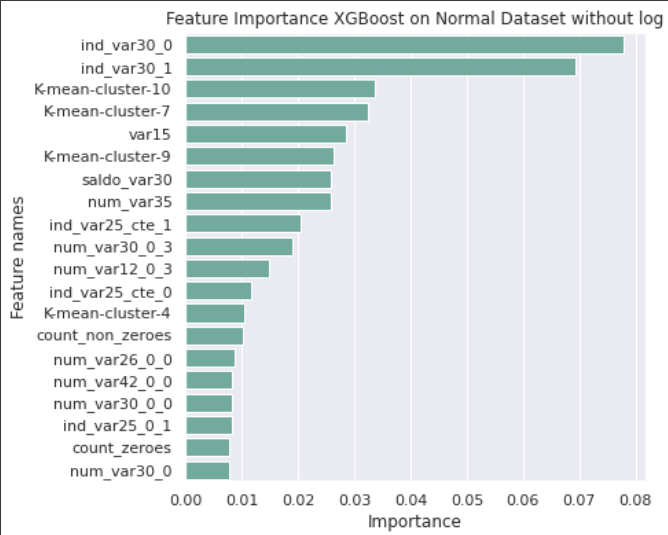 Feature Importance XGBoost on Normal Dataset without log
Feature names
ind_var30_0
ind_var30_1
K-mean-cluster-10
K-mean-cluster-7
var15
K-mean-cluster-9
saldo_var30
num_var35
ind_var25_cte_1
num_var30_0_3
num_var12_0_3
ind_var25_cte_0
K-mean-cluster-4
count_non_zeroes
num_var26_0_0
num_var42_0_0
num_var30_0_0
ind_var25_0_1
count_zeroes
num_var30_0
0.00 0.01 0.02 0.03 0.04 0.05 0.06 0.07 0.08
Importance